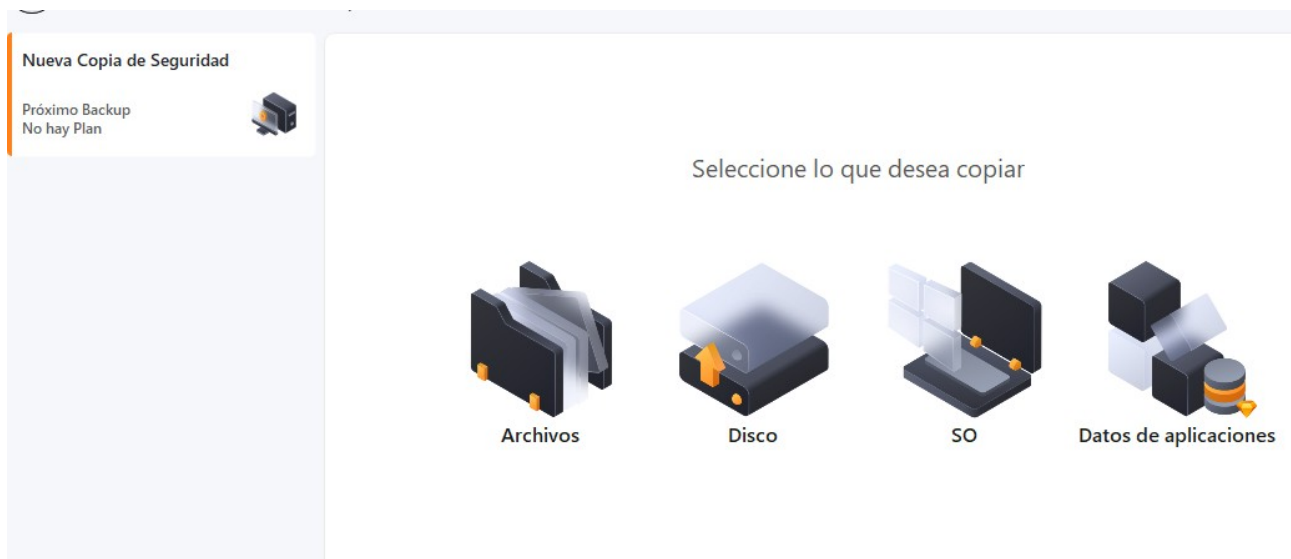 Nueva Copia de Seguridad
Próximo Backup
No hay Plan
Seleccione lo que desea copiar
Archivos
Disco
SO
Datos de aplicaciones